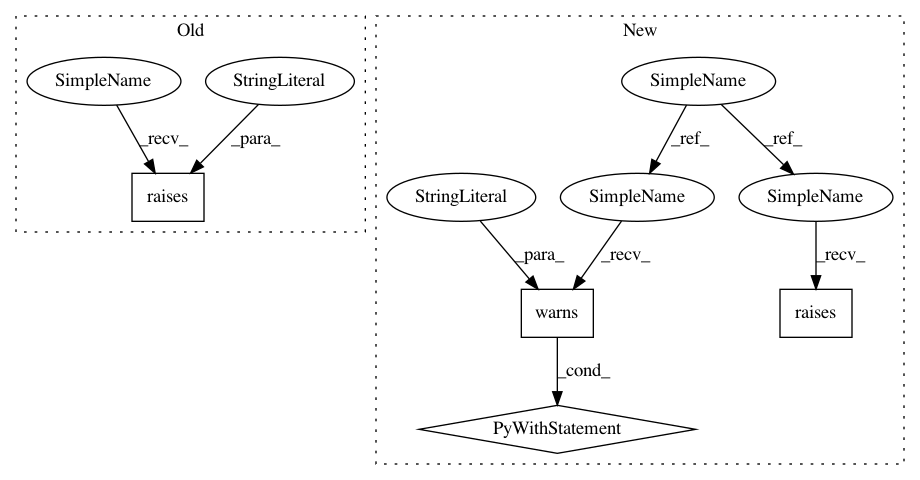 Old
New
SimpleName
StringLiteral
SimpleName
_recv_
_para_
_ref_
_ref_
raises
StringLiteral
SimpleName
SimpleName
_para_
_recv_
_recv_
warns
raises
_cond_
PyWithStatement